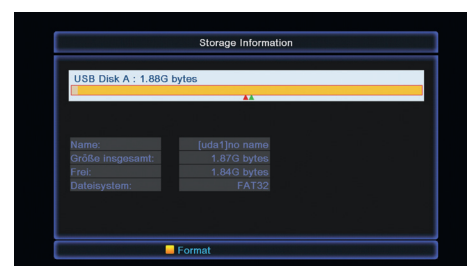 Storage Information
USB Disk A : 1.88G bytes
Name: [uda1]no name
Größe insgesamt: 1.87G bytes
Frei: 1.84G bytes
Dateisystem: FAT32
Format